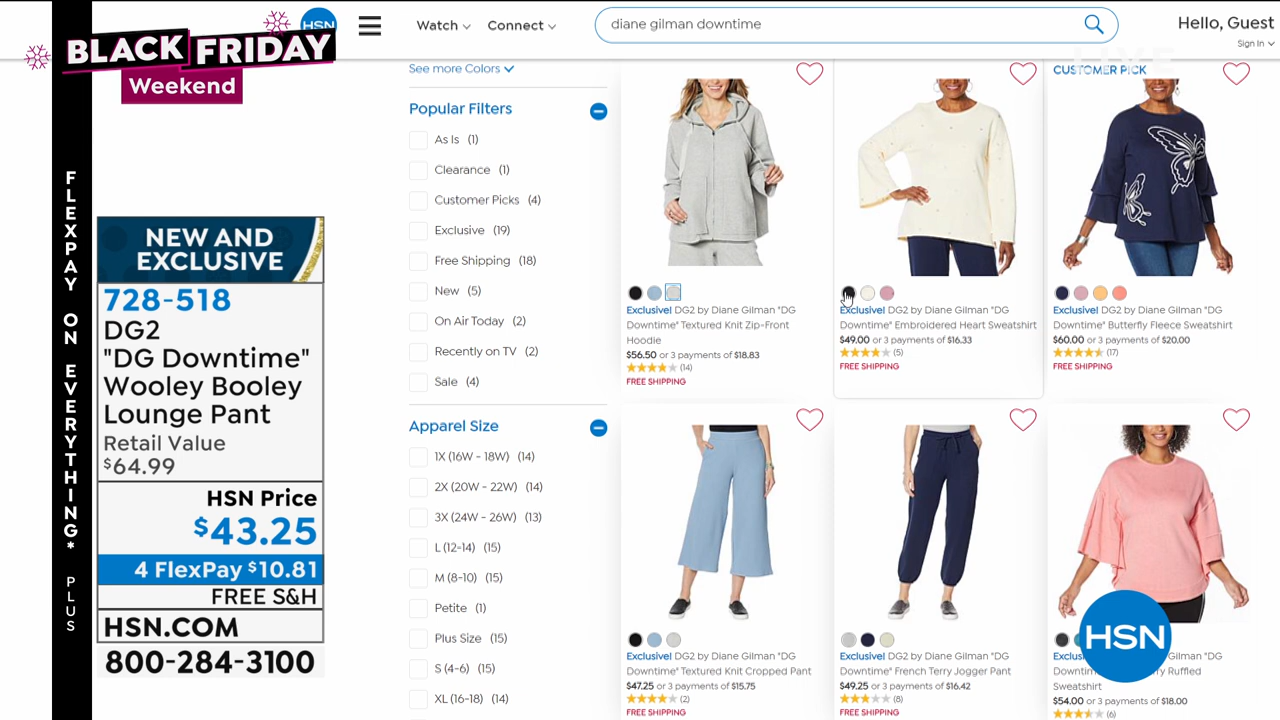 BLACK FRIDAY
Weekend
HSN
Watch
Connect
diane gilman downtime
Hello, Guest
Sign In
LIVE
FLEXPAY ON EVERYTHING* PLUS
NEW AND
EXCLUSIVE
728-518
DG2
"DG Downtime"
Wooley Booley
Lounge Pant
Retail Value
$64.99
HSN Price
$43.25
4 FlexPay $10.81
FREE S&H
HSN.COM
800-284-3100
See more Colors
Popular Filters
As Is (1)
Clearance (1)
Customer Picks (4)
Exclusive (19)
Free Shipping (18)
New (5)
On Air Today (2)
Recently on TV (2)
Sale (4)
Apparel Size
1X (16W - 18W) (14)
2X (20W - 22W) (14)
3X (24W - 26W) (13)
L (12-14) (15)
M (8-10) (15)
Petite (1)
Plus Size (15)
S (4-6) (15)
XL (16-18) (14)
Exclusive! DG2 by Diane Gilman "DG
Downtime" Textured Knit Zip-Front
Hoodie
$56.50 or 3 payments of $18.83
(14)
FREE SHIPPING
Exclusive! DG2 by Diane Gilman "DG
Downtime" Embroidered Heart Sweatshirt
$49.00 or 3 payments of $16.33
(5)
FREE SHIPPING
CUSTOMER PICK
Exclusive! DG2 by Diane Gilman "DG
Downtime" Butterfly Fleece Sweatshirt
$60.00 or 3 payments of $20.00
(17)
FREE SHIPPING
Exclusive! DG2 by Diane Gilman "DG
Downtime" Textured Knit Cropped Pant
$47.25 or 3 payments of $15.75
(2)
FREE SHIPPING
Exclusive! DG2 by Diane Gilman "DG
Downtime" French Terry Jogger Pant
$49.25 or 3 payments of $16.42
(8)
FREE SHIPPING
Gilman "DG
Ruffled
Sweatshirt
$54.00 or 3 payments of $18.00
(6)
HSN